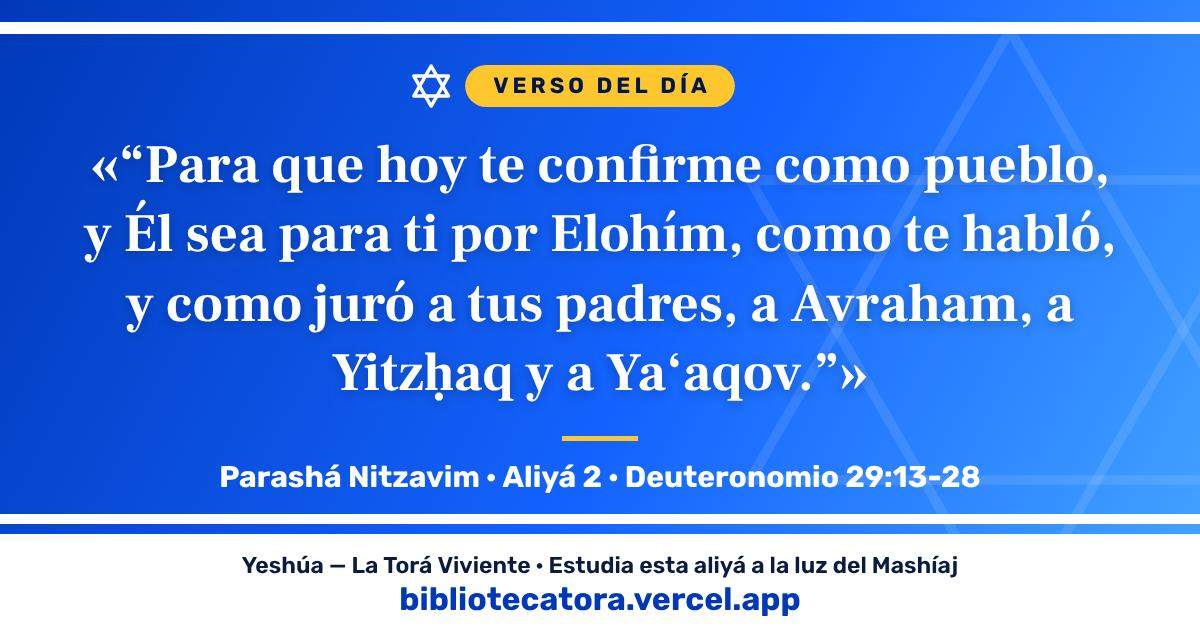 VERSO DEL DÍA
«“Para que hoy te confirme como pueblo,
y Él sea para ti por Elohím, como te habló,
y como juró a tus padres, a Avraham, a
Yitzḥaq y a Ya‘aqov.”»
Parashá Nitzavim • Aliyá 2 • Deuteronomio 29:13-28
Yeshúa — La Torá Viviente • Estudia esta aliyá a la luz del Mashíaj
bibliotecatora.vercel.app